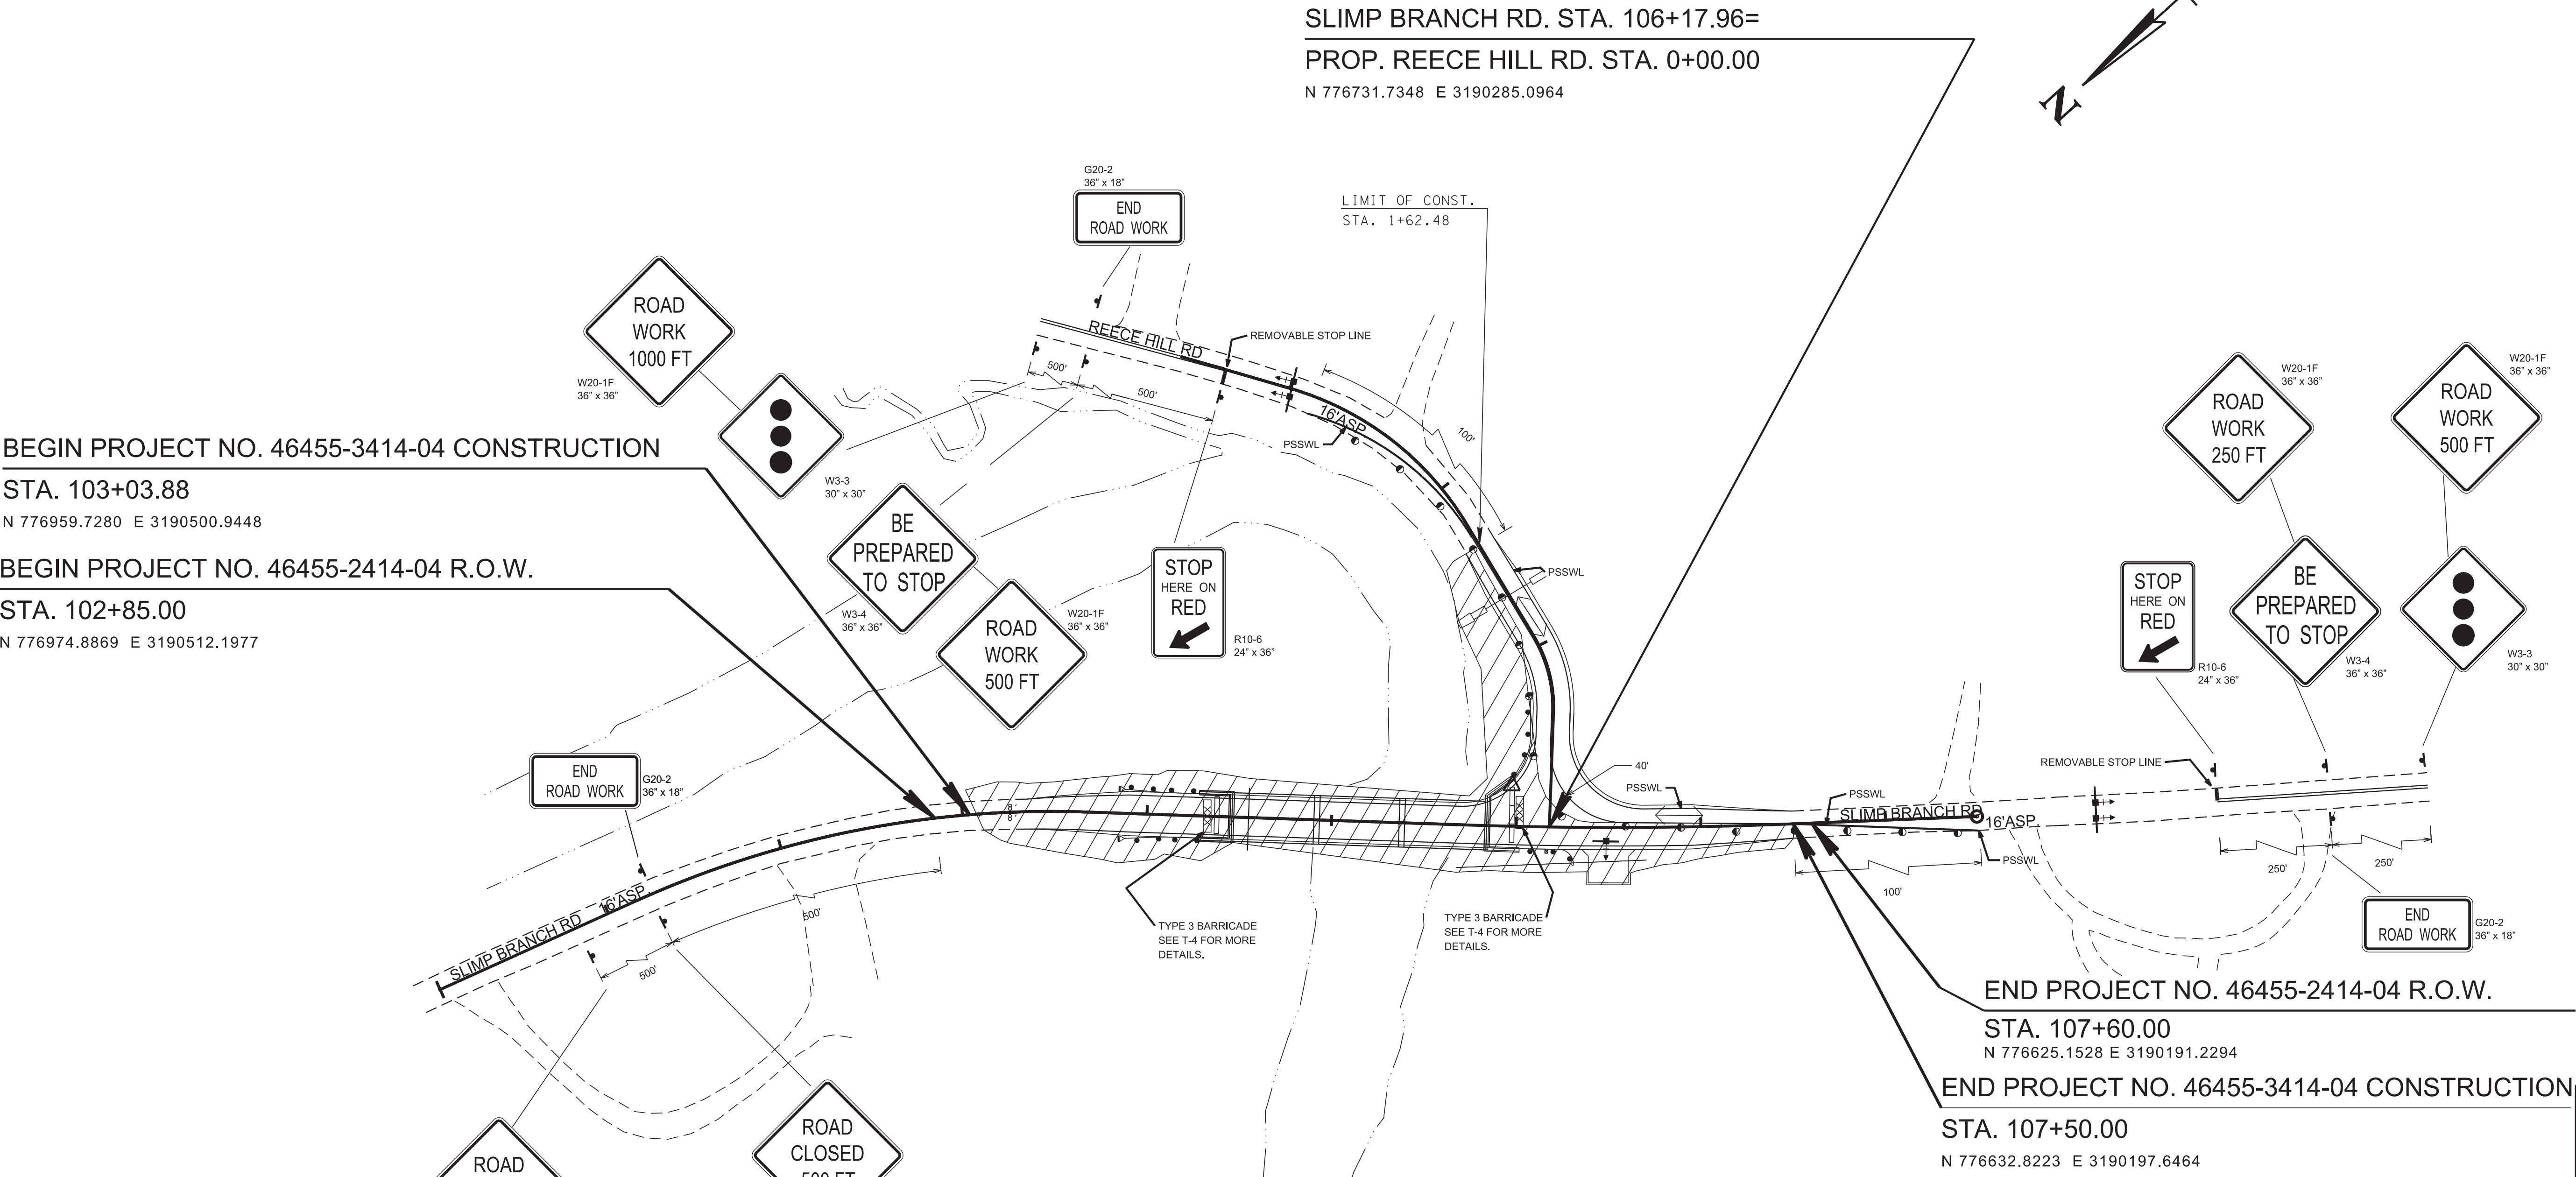 SLIMP BRANCH RD. STA. 106+17.96=
PROP. REECE HILL RD. STA. 0+00.00
N 776731.7348 E 3190285.0964
N
G20-2
36" x 18"
END
ROAD WORK
LIMIT OF CONST.
STA. 1+62.48
ROAD
WORK
1000 FT
W20-1F
36" x 36"
W3-3
30" x 30"
REECE HILL RD
REMOVABLE STOP LINE
500'
500'
16'ASP
PSSWL
100'
BEGIN PROJECT NO. 46455-3414-04 CONSTRUCTION
STA. 103+03.88
N 776959.7280 E 3190500.9448
BEGIN PROJECT NO. 46455-2414-04 R.O.W.
STA. 102+85.00
N 776974.8869 E 3190512.1977
BE
PREPARED
TO STOP
W3-4
36" x 36"
ROAD
WORK
500 FT
W20-1F
36" x 36"
STOP
HERE ON
RED
R10-6
24" x 36"
PSSWL
ROAD
WORK
250 FT
W20-1F
36" x 36"
ROAD
WORK
500 FT
W20-1F
36" x 36"
STOP
HERE ON
RED
R10-6
24" x 36"
BE
PREPARED
TO STOP
W3-4
36" x 36"
W3-3
30" x 30"
END
ROAD WORK
G20-2
36" x 18"
8'
8'
40'
PSSWL
PSSWL
SLIMP BRANCH RD
16'ASP.
PSSWL
REMOVABLE STOP LINE
100'
250'
250'
END
ROAD WORK
G20-2
36" x 18"
SLIMP BRANCH RD
16'ASP.
500'
500'
TYPE 3 BARRICADE
SEE T-4 FOR MORE
DETAILS.
TYPE 3 BARRICADE
SEE T-4 FOR MORE
DETAILS.
END PROJECT NO. 46455-2414-04 R.O.W.
STA. 107+60.00
N 776625.1528 E 3190191.2294
END PROJECT NO. 46455-3414-04 CONSTRUCTION
STA. 107+50.00
N 776632.8223 E 3190197.6464
ROAD
ROAD
CLOSED
500 FT